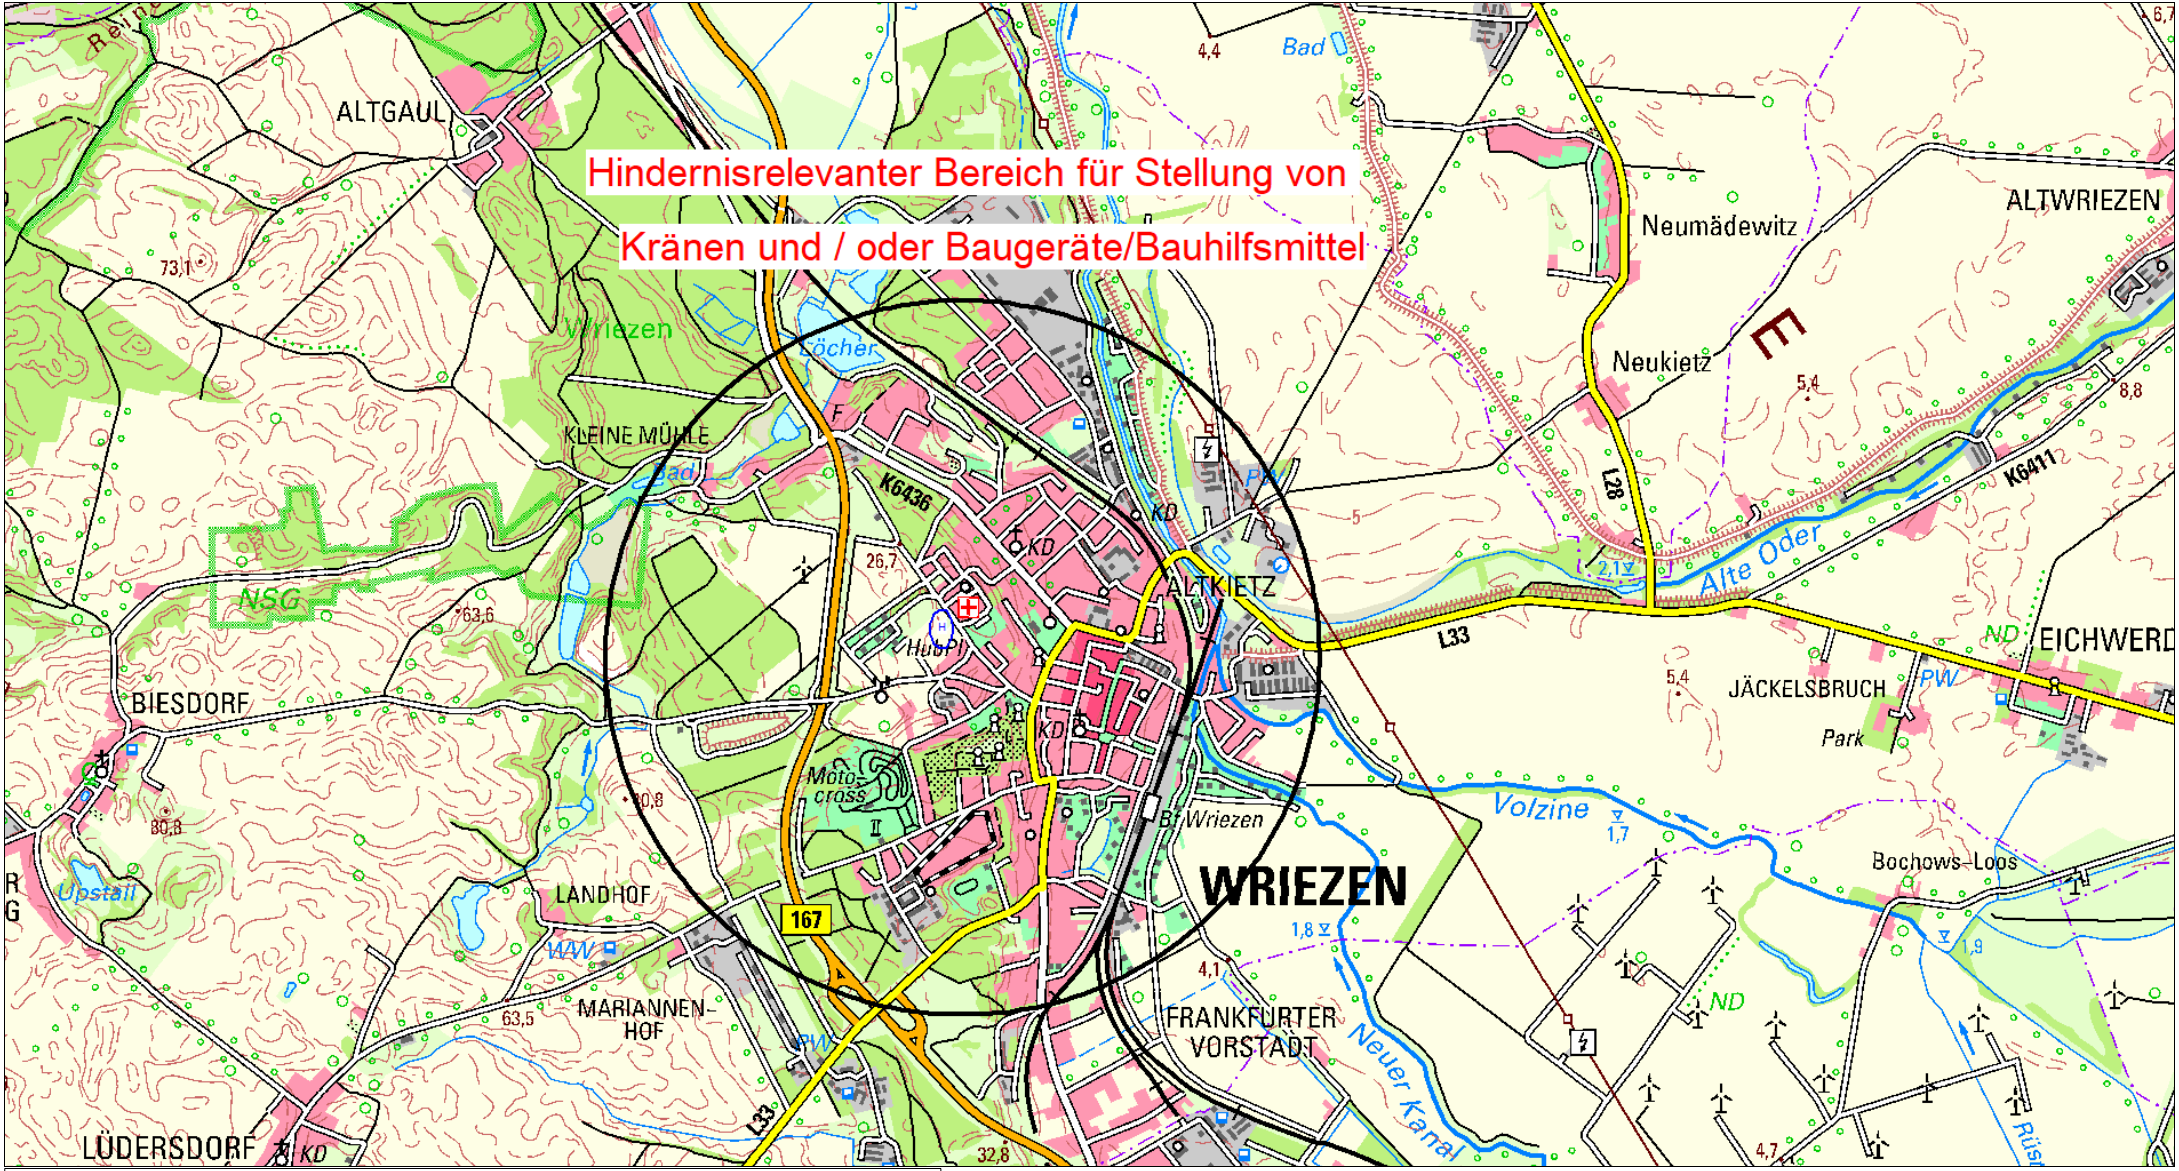 Rein
4,4
Bad
6,7
ALTGAUL
Hindernisrelevanter Bereich für Stellung von
ALTWRIEZEN
Neumädewitz
Kränen und / oder Baugeräte/Bauhilfsmittel
73,1
E
Wriezen
Löcher
Neukietz
5,4
8,8
F
KLEINE MÜHLE
Bad
PW
K6436
L28
K6411
KD
5
KD
26,7
2,1
Alte Oder
NSG
63,6
ALTKIETZ
H
HubPl
L33
ND
EICHWERD
5,4
JÄCKELSBRUCH
PW
BIESDORF
KD
Park
Moto-
cross
80,8
80,8
Volzine
1,7
Bf Wriezen
Bochows-Loos
R
G
Upstall
LANDHOF
WRIEZEN
167
1,8
WW
1,9
4,1
ND
63,5
MARIANNEN-
HOF
FRANKFURTER
VORSTADT
PW
Neuer Kanal
L33
LÜDERSDORF
KD
32,8
4,7
Rüst